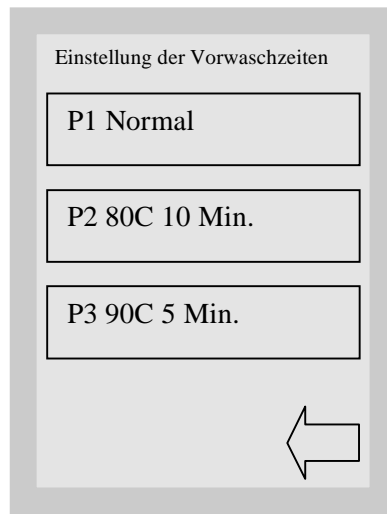 Einstellung der Vorwaschzeiten
P1 Normal
P2 80C 10 Min.
P3 90C 5 Min.